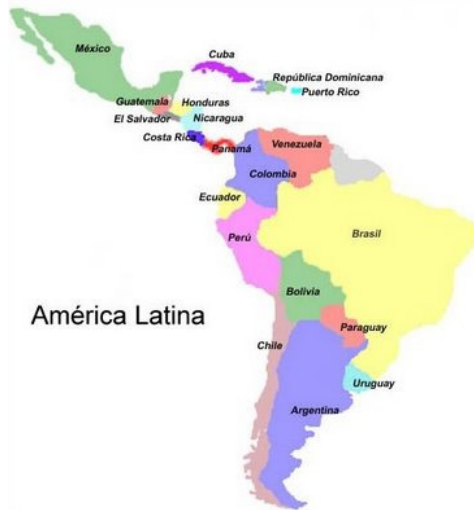 México
Cuba
República Dominicana
Puerto Rico
Guatemala
Honduras
El Salvador
Nicaragua
Costa Rica
Panamá
Venezuela
Colombia
Ecuador
Brasil
Perú
Bolivia
América Latina
Paraguay
Chile
Uruguay
Argentina